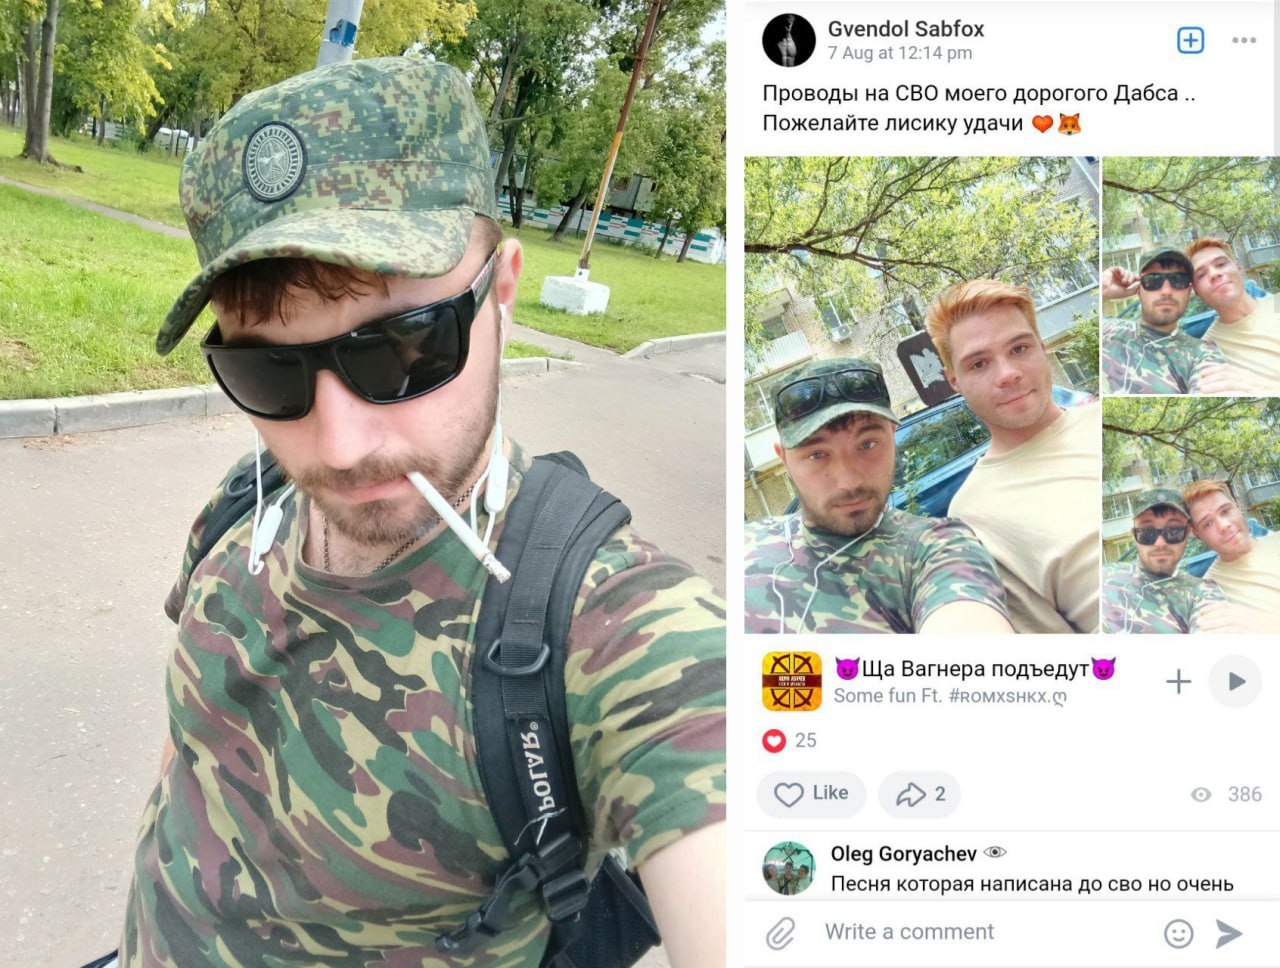 Gvendol Sabfox
7 Aug at 12:14 pm
Проводы на СВО моего дорогого Дабса ..
Пожелайте лисику удачи ❤️🦊
😈Ща Вагнера подъедут😈
Some fun Ft. #ʀᴏᴍxsʜᴋx.ღ
25
Like
2
386
Oleg Goryachev 👁
Песня которая написана до сво но очень
Write a comment
POLAR